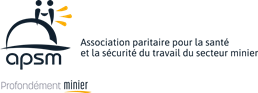 apsm
Association paritaire pour la santé
et la sécurité du travail du secteur minier
Profondément minier